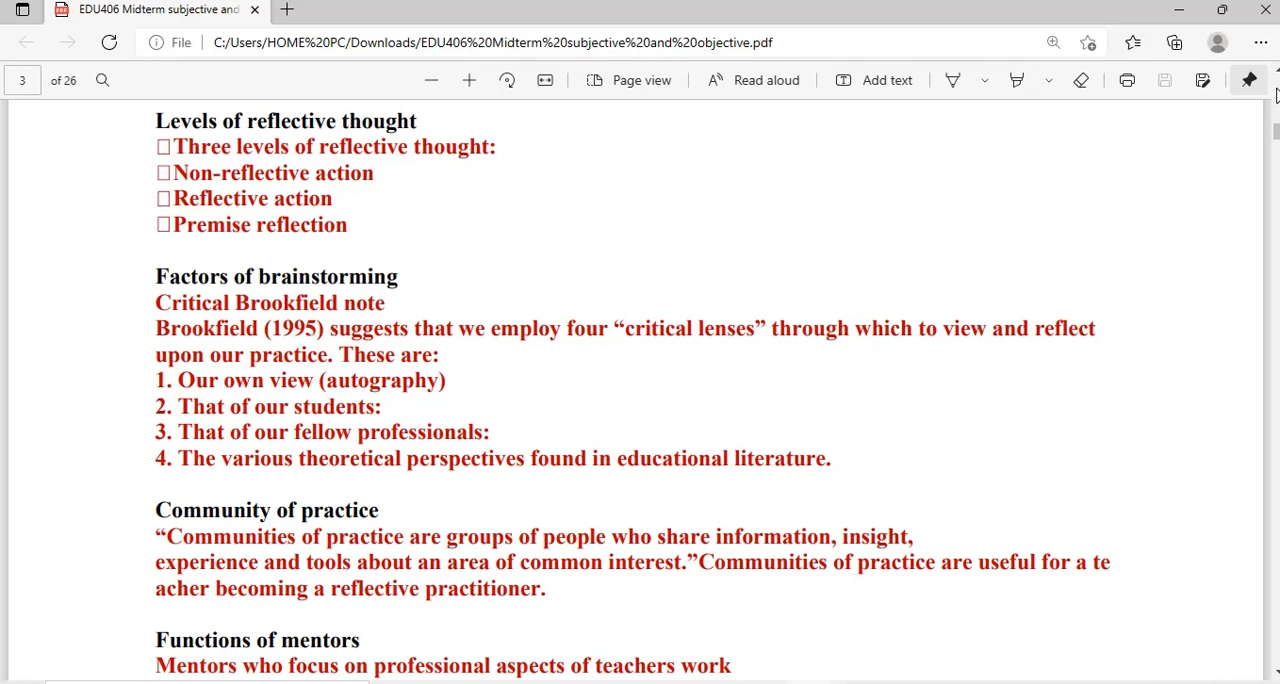 EDU406 Midterm subjective and
File C:/Users/HOME%20PC/Downloads/EDU406%20Midterm%20subjective%20and%20objective.pdf
3 of 26 Page view Read aloud Add text
Levels of reflective thought
□Three levels of reflective thought:
□Non-reflective action
□Reflective action
□Premise reflection
Factors of brainstorming
Critical Brookfield note
Brookfield (1995) suggests that we employ four “critical lenses” through which to view and reflect
upon our practice. These are:
1. Our own view (autography)
2. That of our students:
3. That of our fellow professionals:
4. The various theoretical perspectives found in educational literature.
Community of practice
“Communities of practice are groups of people who share information, insight,
experience and tools about an area of common interest.”Communities of practice are useful for a te
acher becoming a reflective practitioner.
Functions of mentors
Mentors who focus on professional aspects of teachers work